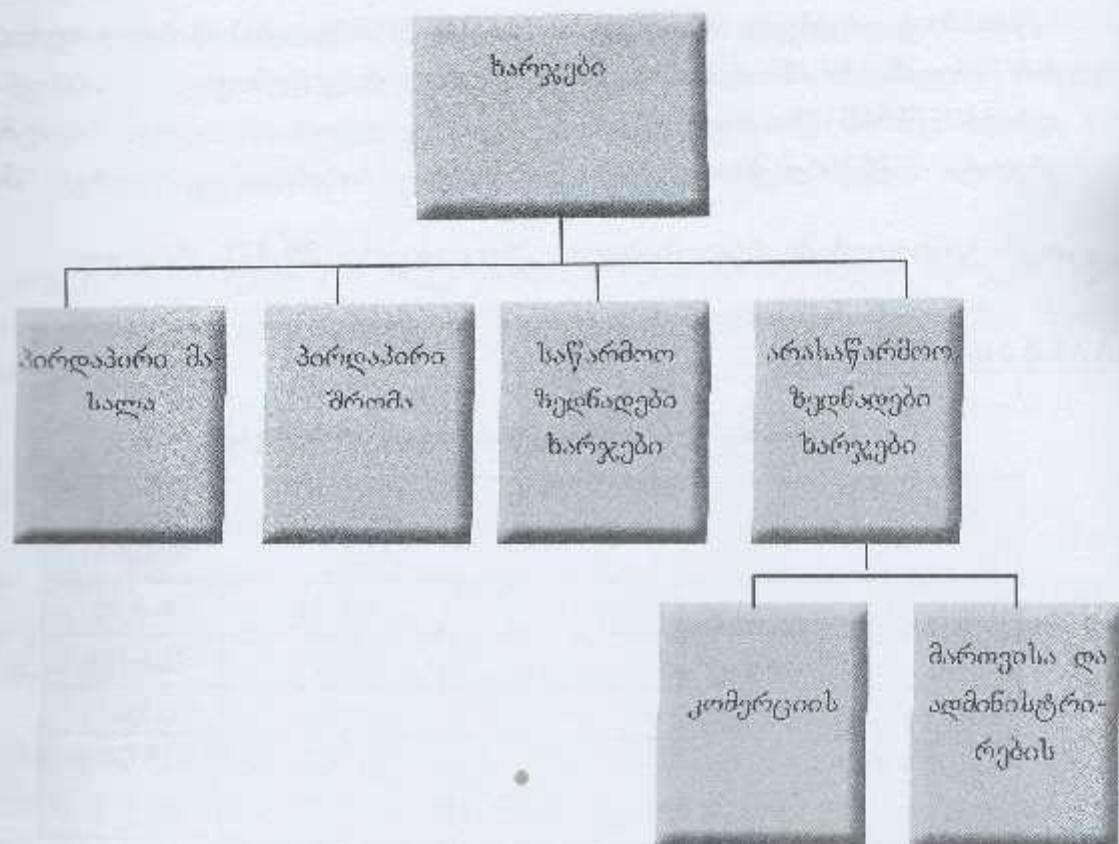 ხარჯები
პირდაპირი მა-
სალა
პირდაპირი
შრომა
საწარმოო
ზედნადები
ხარჯები
არასაწარმოო
ზედნადები
ხარჯები
კომერციის
მართვისა და
ადმინისტრი-
რების